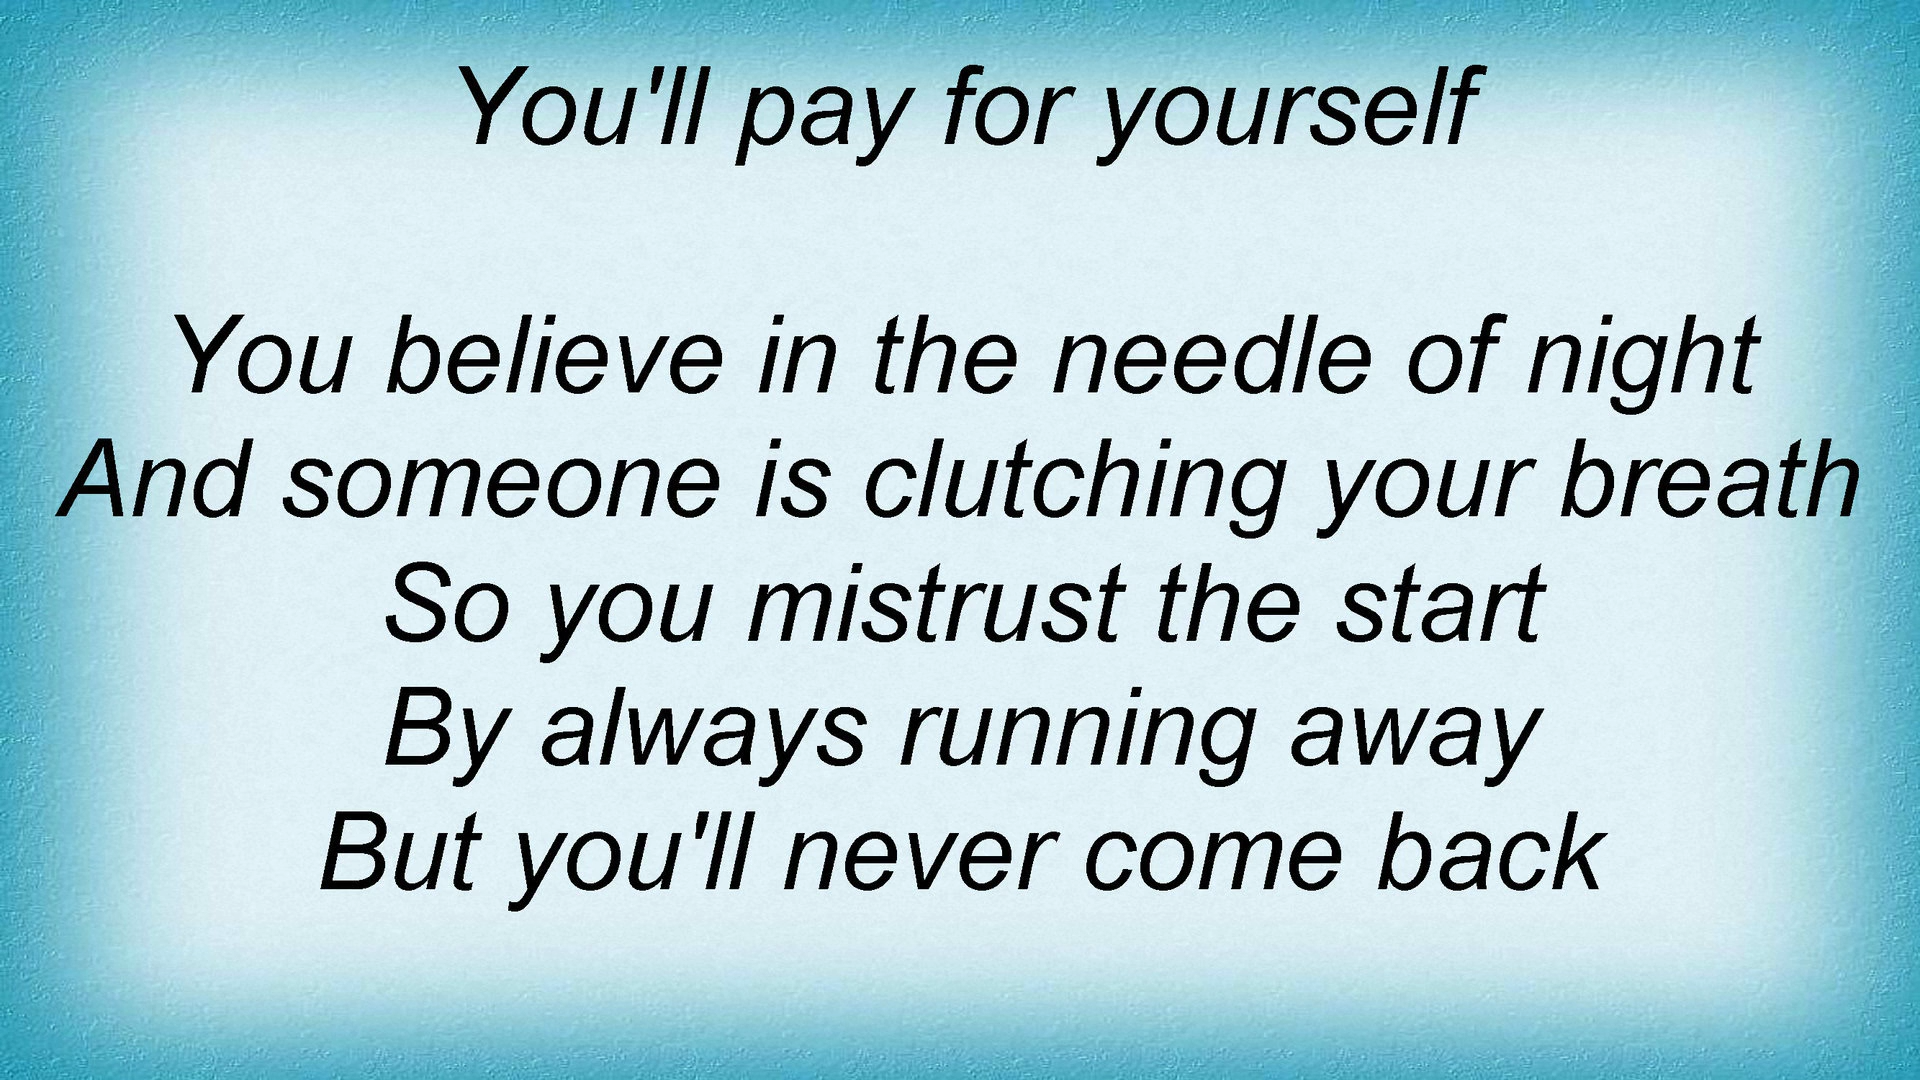 You'll pay for yourself
You believe in the needle of night
And someone is clutching your breath
So you mistrust the start
By always running away
But you'll never come back